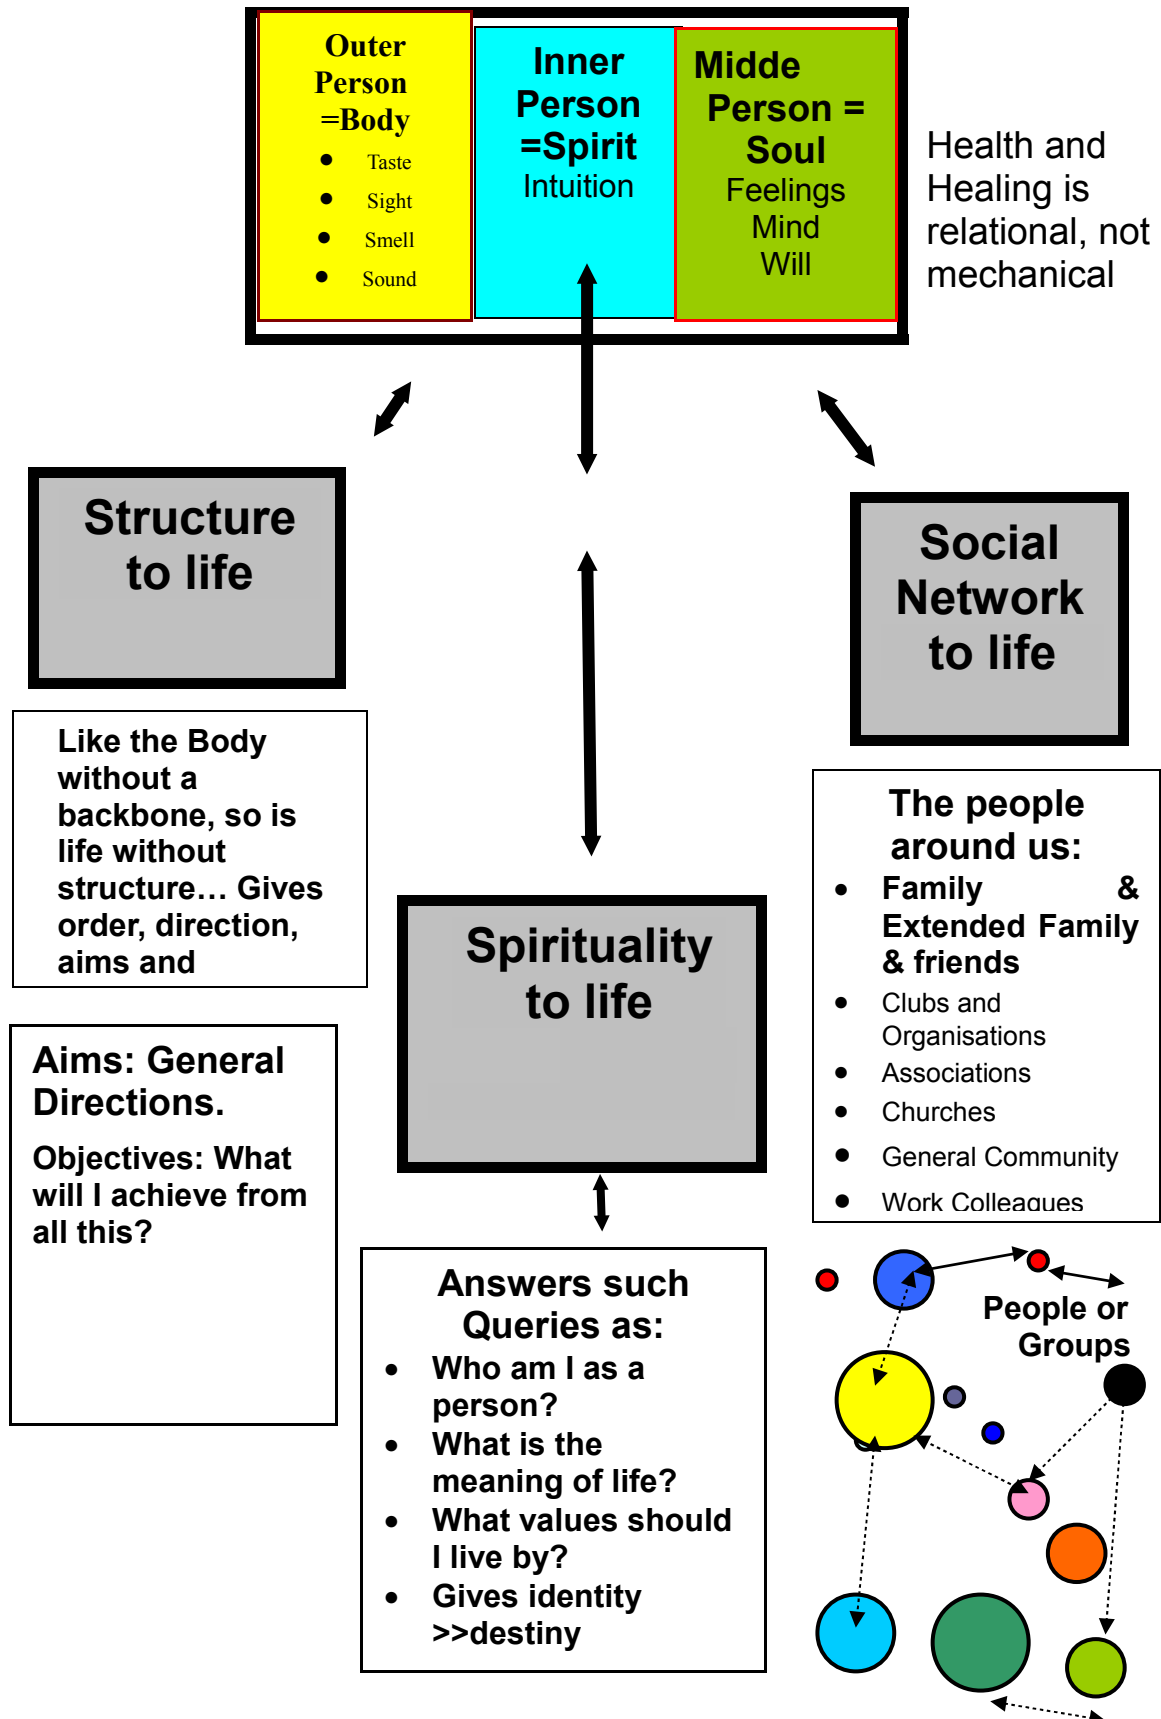 Outer
Person
=Body
• Taste
• Sight
• Smell
• Sound
Inner
Person
=Spirit
Intuition
Midde
Person =
Soul
Feelings
Mind
Will
Health and
Healing is
relational, not
mechanical
Structure
to life
Social
Network
to life
Like the Body
without a
backbone, so is
life without
structure… Gives
order, direction,
aims and
The people
around us:
• Family &
Extended Family
& friends
• Clubs and
Organisations
• Associations
• Churches
• General Community
• Work Colleagues
Spirituality
to life
Aims: General
Directions.
Objectives: What
will I achieve from
all this?
Answers such
Queries as:
• Who am I as a
person?
• What is the
meaning of life?
• What values should
I live by?
• Gives identity
>>destiny
People or
Groups